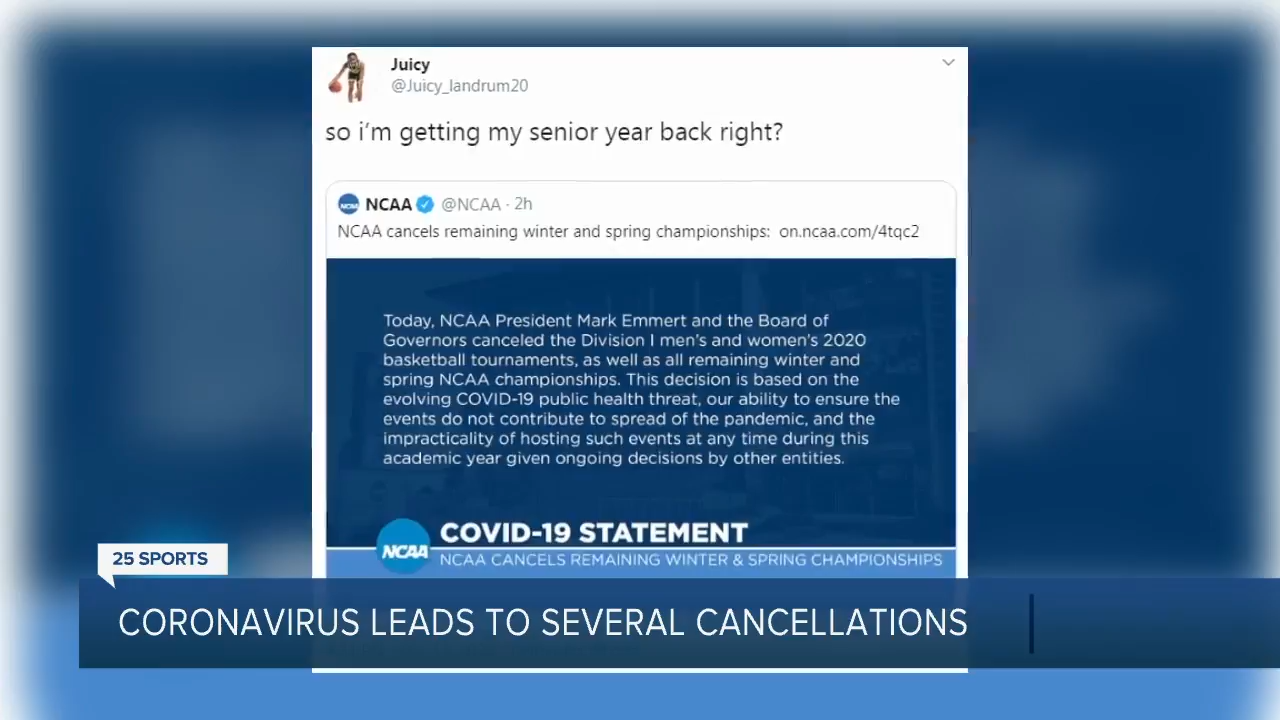 Juicy
@Juicy_landrum20
so i'm getting my senior year back right?
NCAA @NCAA · 2h
NCAA cancels remaining winter and spring championships: on.ncaa.com/4tqc2
Today, NCAA President Mark Emmert and the Board of
Governors canceled the Division I men's and women's 2020
basketball tournaments, as well as all remaining winter and
spring NCAA championships. This decision is based on the
evolving COVID-19 public health threat, our ability to ensure the
events do not contribute to spread of the pandemic, and the
impracticality of hosting such events at any time during this
academic year given ongoing decisions by other entities.
NCAA
COVID-19 STATEMENT
NCAA CANCELS REMAINING WINTER & SPRING CHAMPIONSHIPS
25 SPORTS
CORONAVIRUS LEADS TO SEVERAL CANCELLATIONS